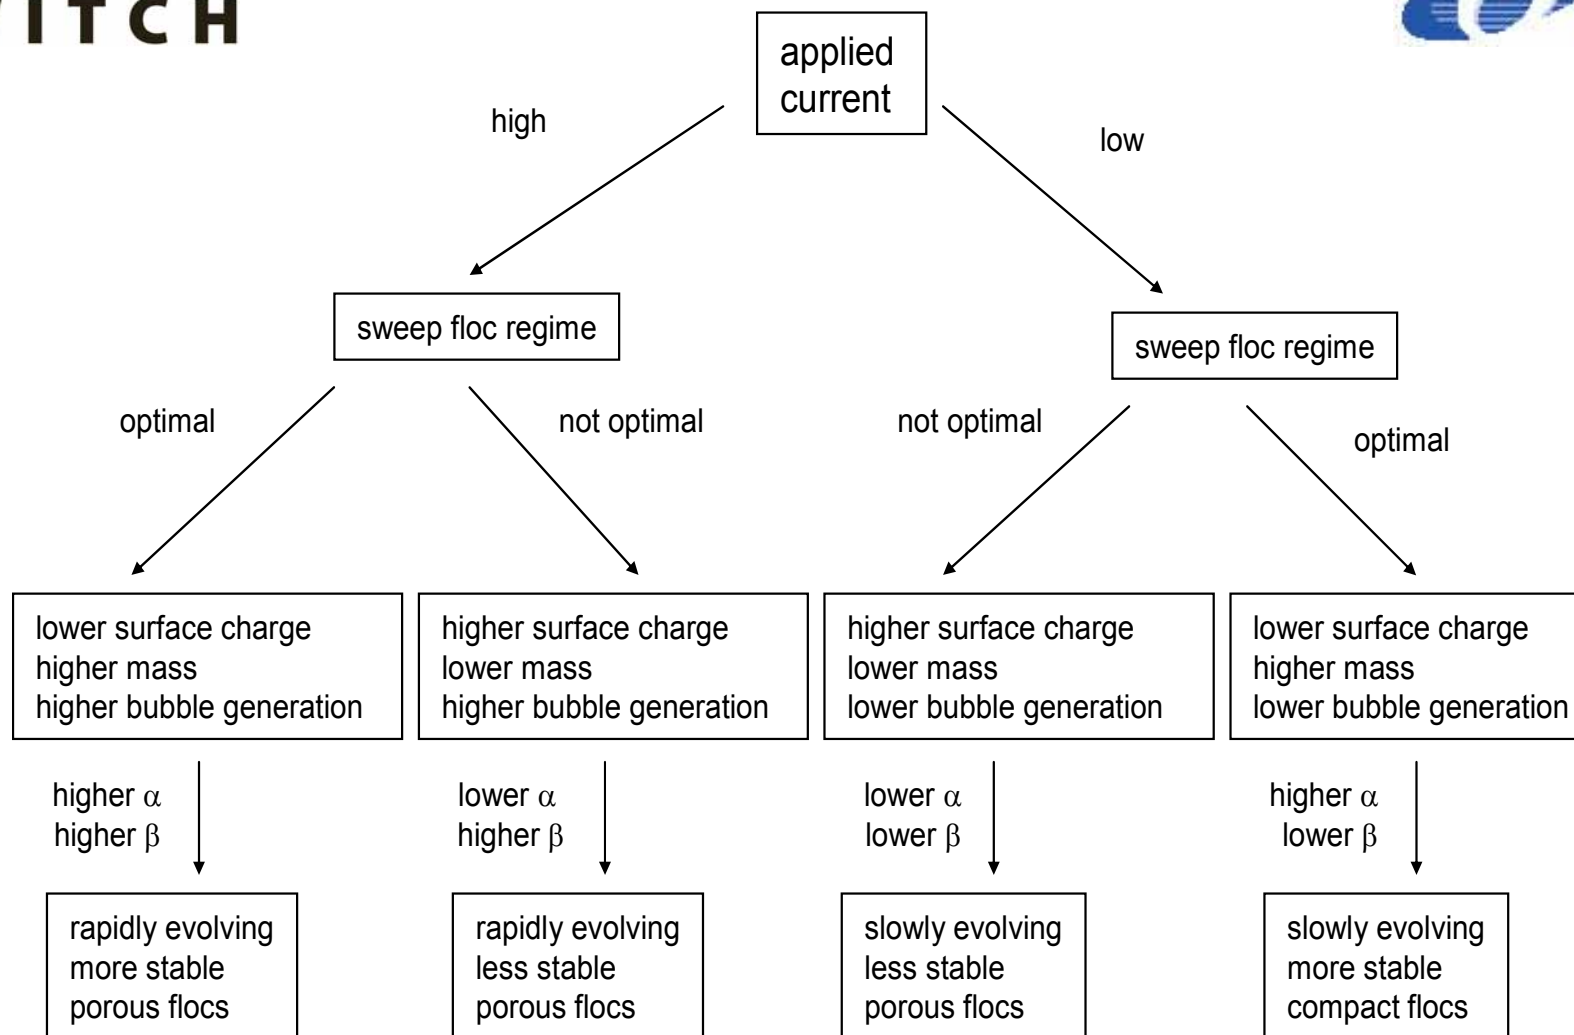 ITCH
applied
current
high
low
sweep floc regime
sweep floc regime
optimal
not optimal
not optimal
optimal
lower surface charge
higher mass
higher bubble generation
higher surface charge
lower mass
higher bubble generation
higher surface charge
lower mass
lower bubble generation
lower surface charge
higher mass
lower bubble generation
higher α
higher β
lower α
higher β
lower α
lower β
higher α
lower β
rapidly evolving
more stable
porous flocs
rapidly evolving
less stable
porous flocs
slowly evolving
less stable
porous flocs
slowly evolving
more stable
compact flocs